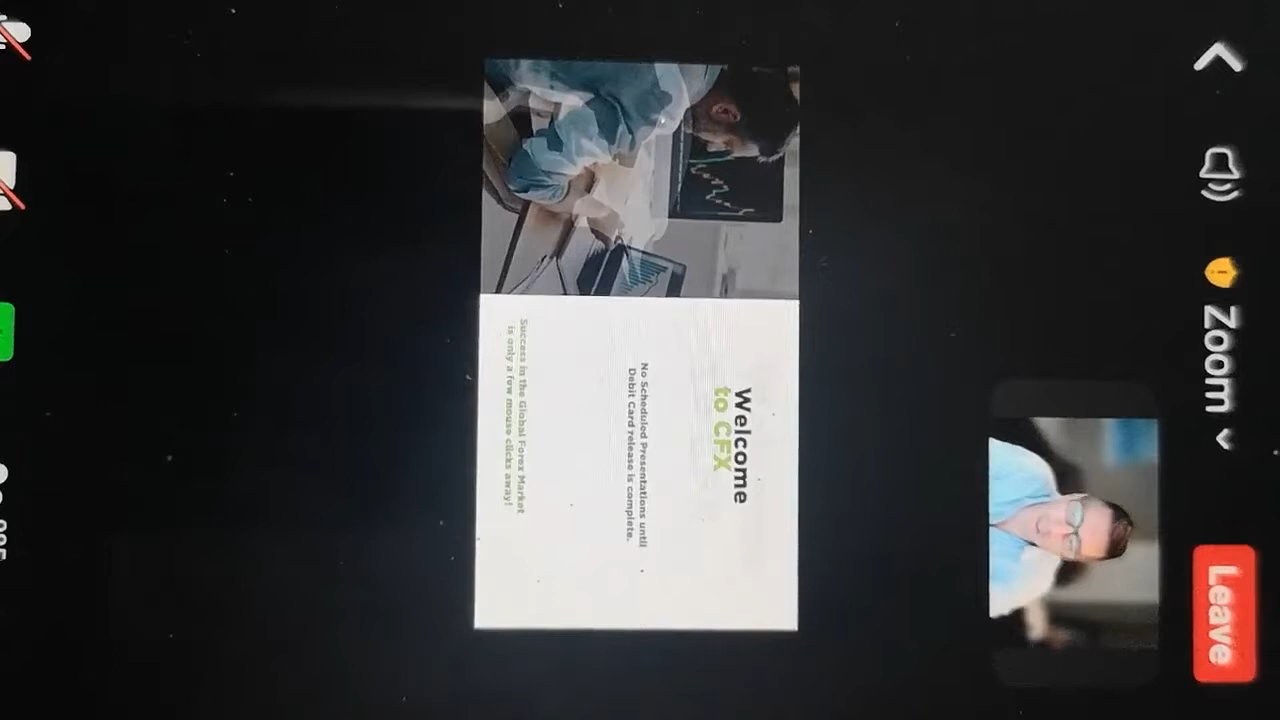 Zoom
Leave
Welcome
to CFX
No Scheduled Presentations until
Debit Card release is complete.
Success in the Global Forex Market
is only a few mouse clicks away!